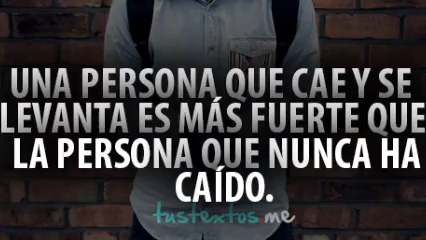 UNA PERSONA QUE CAE Y SE
LEVANTA ES MÁS FUERTE QUE
LA PERSONA QUE NUNCA HA
CAÍDO.
tustextos.me